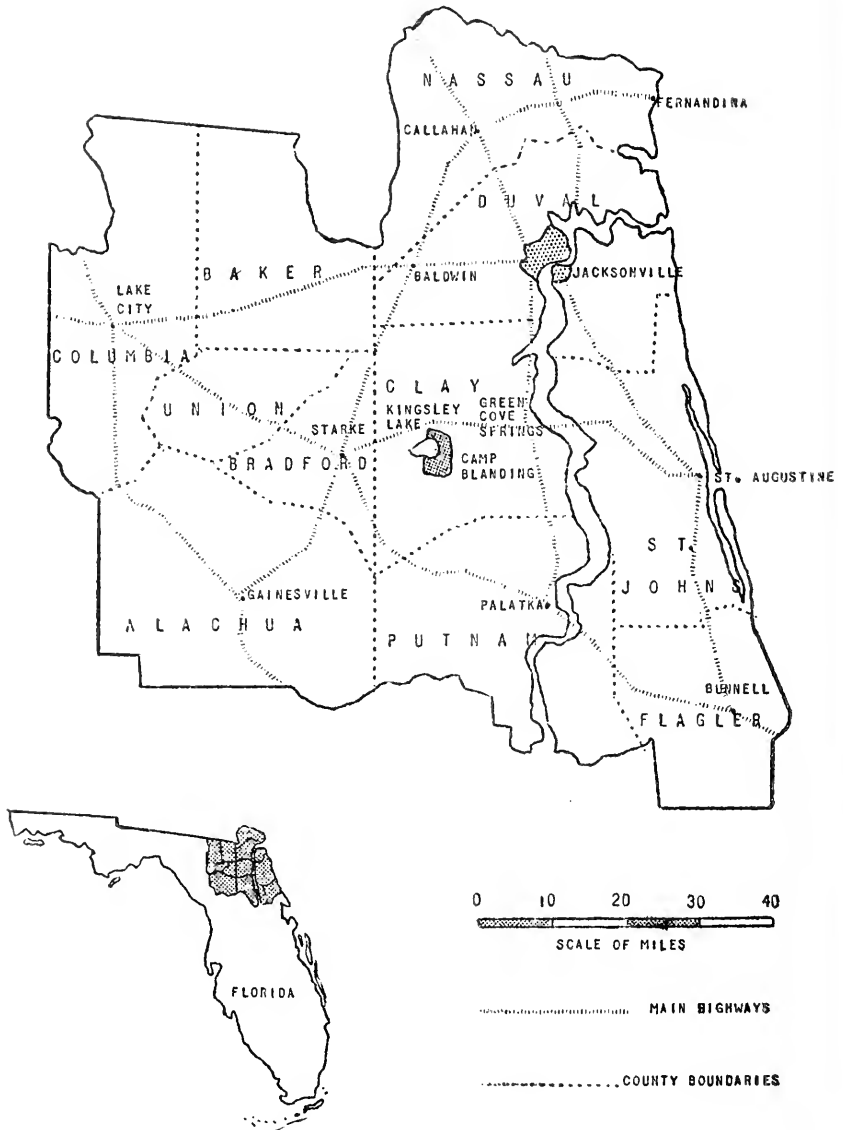 NASSAU
FERNANDINA
CALLAHAN
DUVAL
BAKER
BALDWIN
JACKSONVILLE
LAKE
CITY
COLUMBIA
CLAY
UNION
KINGSLEY
LAKE
GREEN
COVE
SPRINGS
STARKE
BRADFORD
CAMP
BLANDING
ST. AUGUSTINE
ST.
JOHNS
GAINESVILLE
PALATKA
ALACHUA
PUTNAM
BUNNELL
FLAGLER
FLORIDA
0 10 20 30 40
SCALE OF MILES
MAIN HIGHWAYS
COUNTY BOUNDARIES